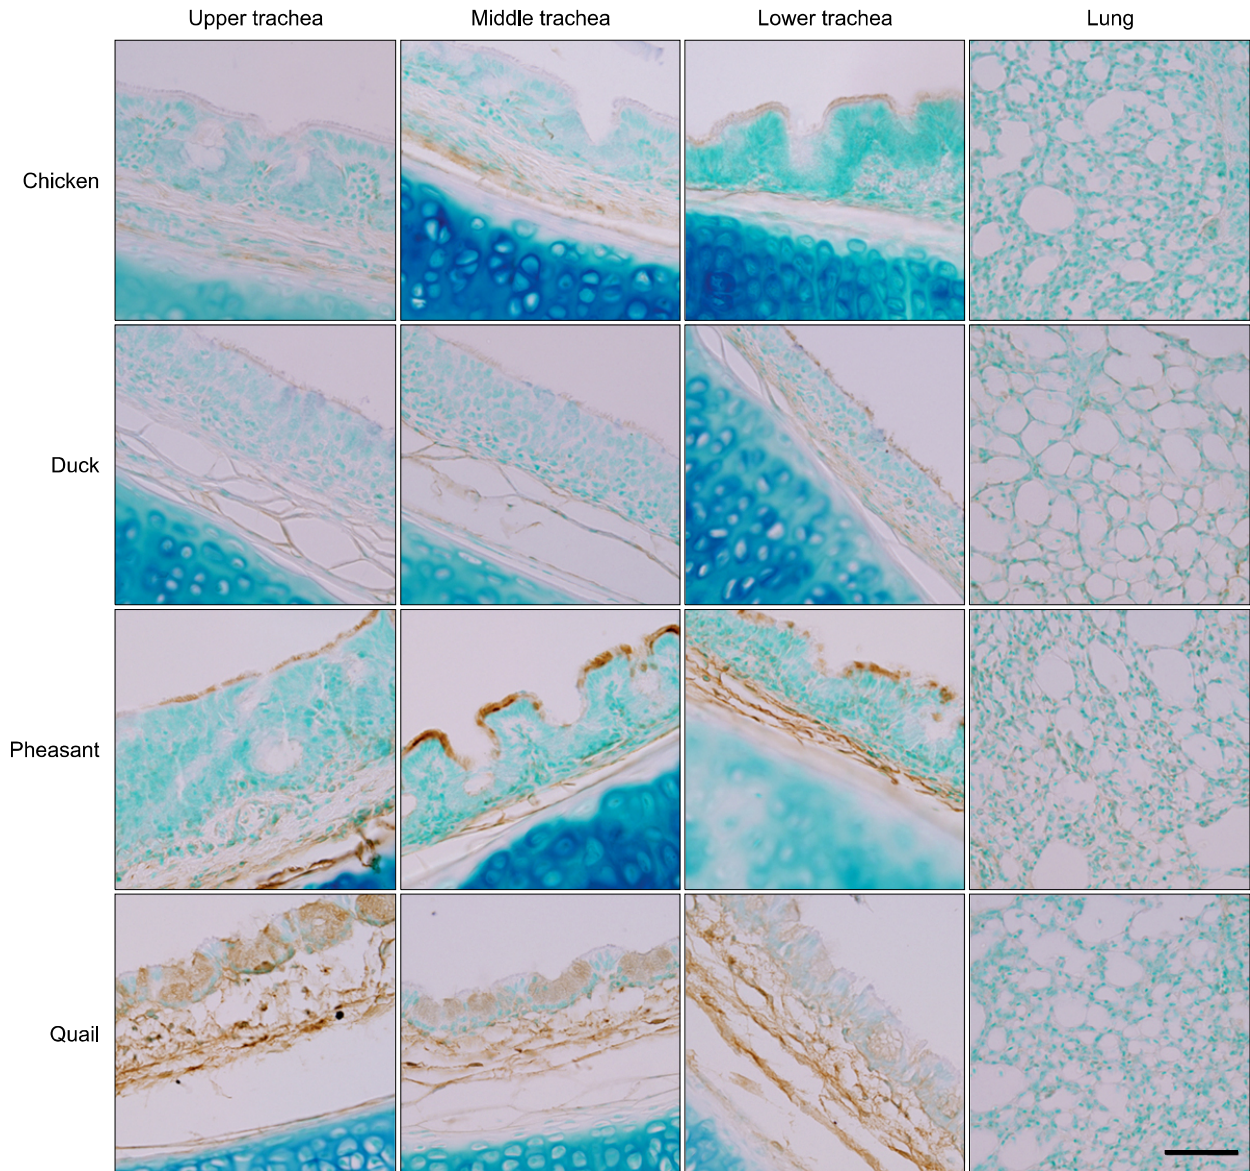 Upper trachea Middle trachea Lower trachea Lung
Chicken
Duck
Pheasant
Quail